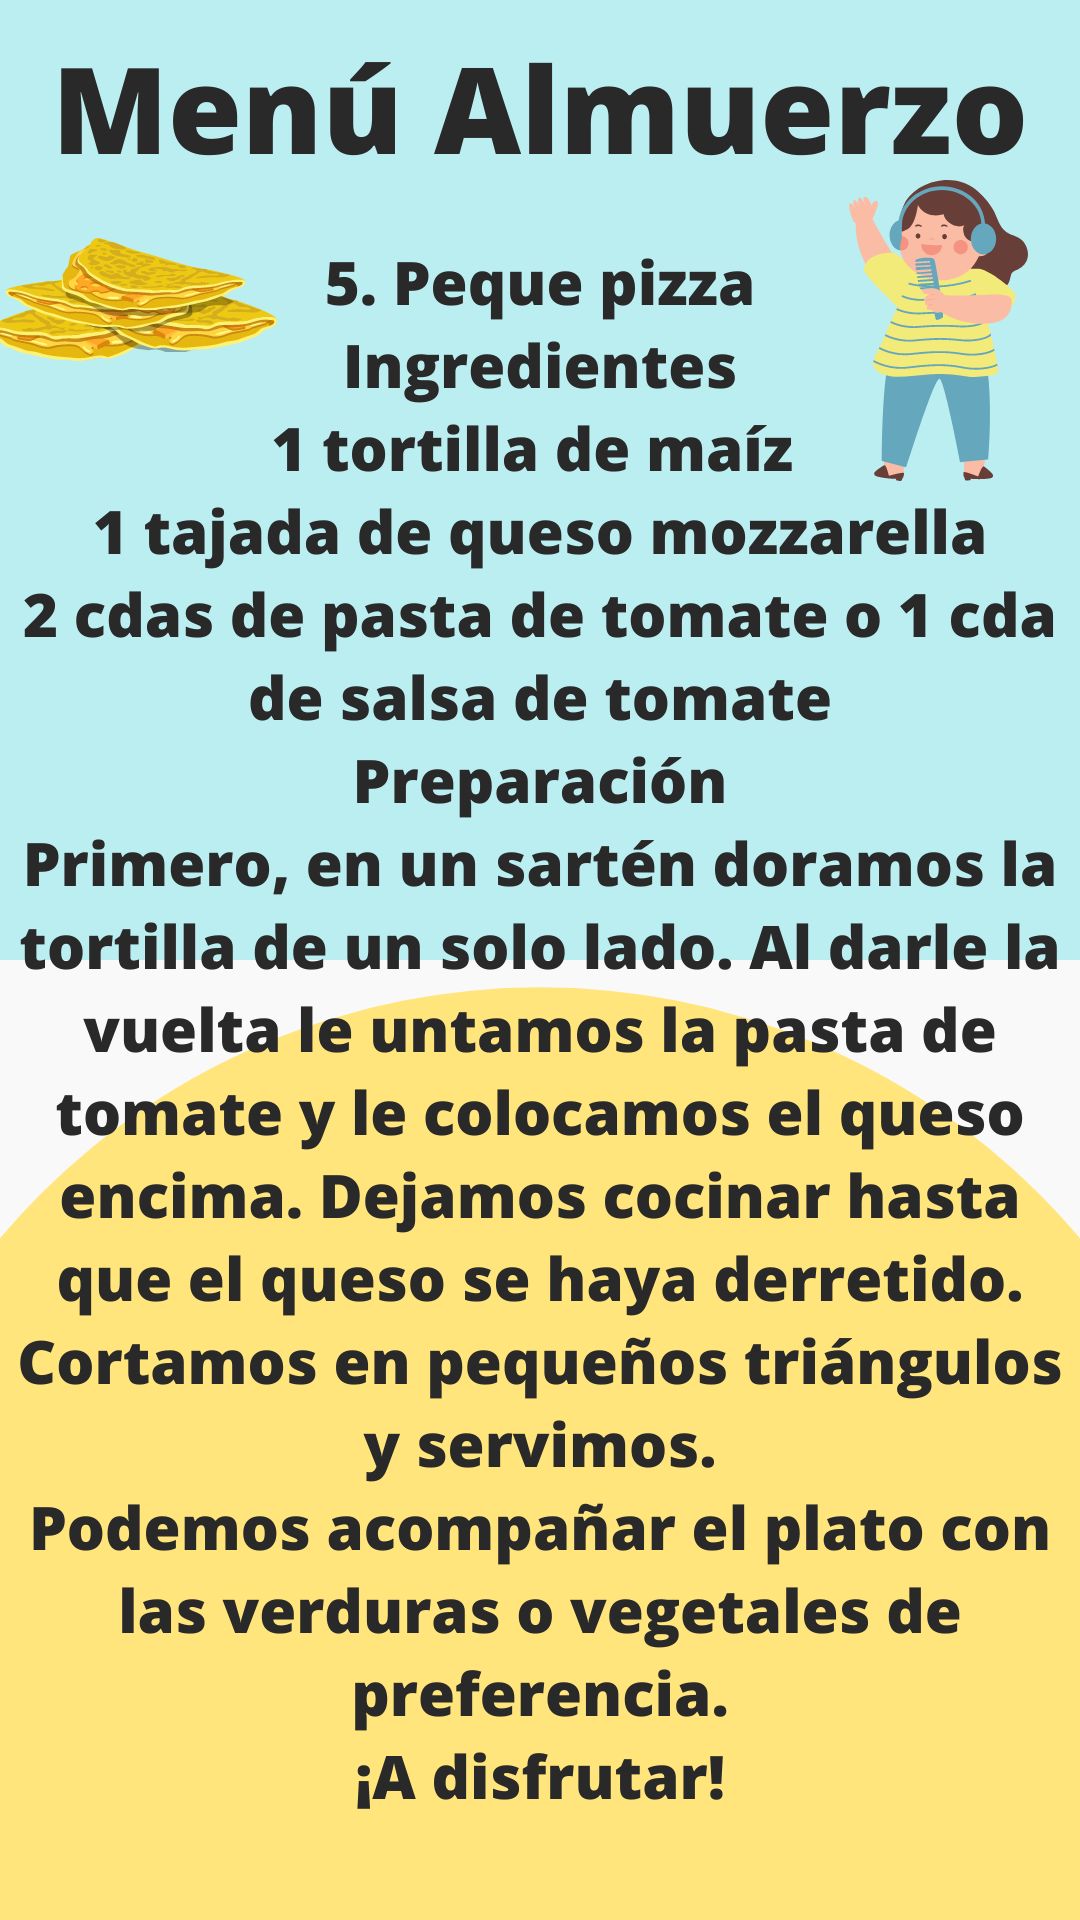 Menú Almuerzo
5. Peque pizza
Ingredientes
1 tortilla de maíz
1 tajada de queso mozzarella
2 cdas de pasta de tomate o 1 cda
de salsa de tomate
Preparación
Primero, en un sartén doramos la
tortilla de un solo lado. Al darle la
vuelta le untamos la pasta de
tomate y le colocamos el queso
encima. Dejamos cocinar hasta
que el queso se haya derretido.
Cortamos en pequeños triángulos
y servimos.
Podemos acompañar el plato con
las verduras o vegetales de
preferencia.
¡A disfrutar!